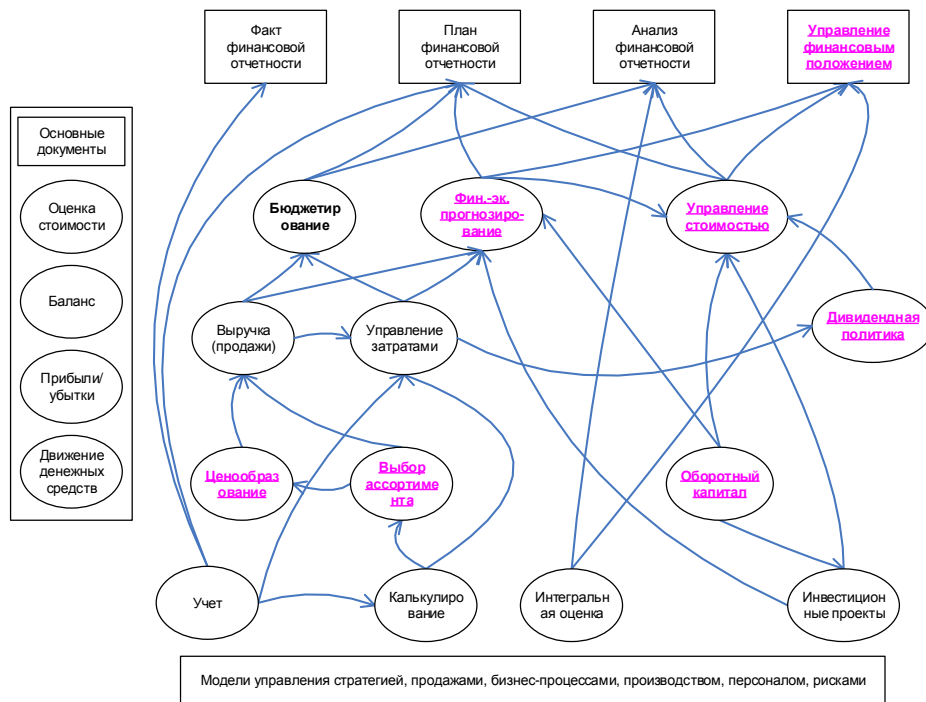 Факт
финансовой
отчетности
План
финансовой
отчетности
Анализ
финансовой
отчетности
Управление
финансовым
положением
Основные
документы
Оценка
стоимости
Баланс
Прибыли/
убытки
Движение
денежных
средств
Бюджетир
ование
Фин.-эк.
прогнозиро-
вание
Управление
стоимостью
Выручка
(продажи)
Управление
затратами
Дивидендная
политика
Ценообраз
ование
Выбор
ассортиме
нта
Оборотный
капитал
Учет
Калькулиро
вание
Интегральн
ая оценка
Инвестицион
ные проекты
Модели управления стратегией, продажами, бизнес-процессами, производством, персоналом, рисками